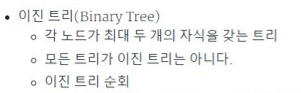 이진 트리(Binary Tree)
각 노드가 최대 두 개의 자식을 갖는 트리
모든 트리가 이진 트리는 아니다.
이진 트리 순회